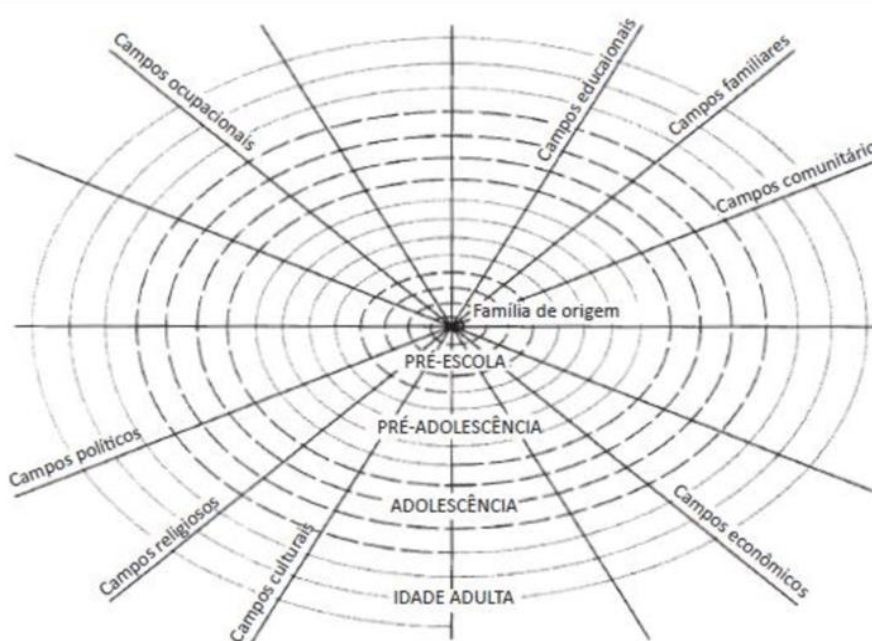 Campos ocupacionais
Campos educaionais
Campos familiares
Campos comunitário
Família de origem
PRÉ-ESCOLA
PRÉ-ADOLESCÊNCIA
Campos políticos
ADOLESCÊNCIA
Campos religiosos
Campos culturais
Campos econômicos
IDADE ADULTA